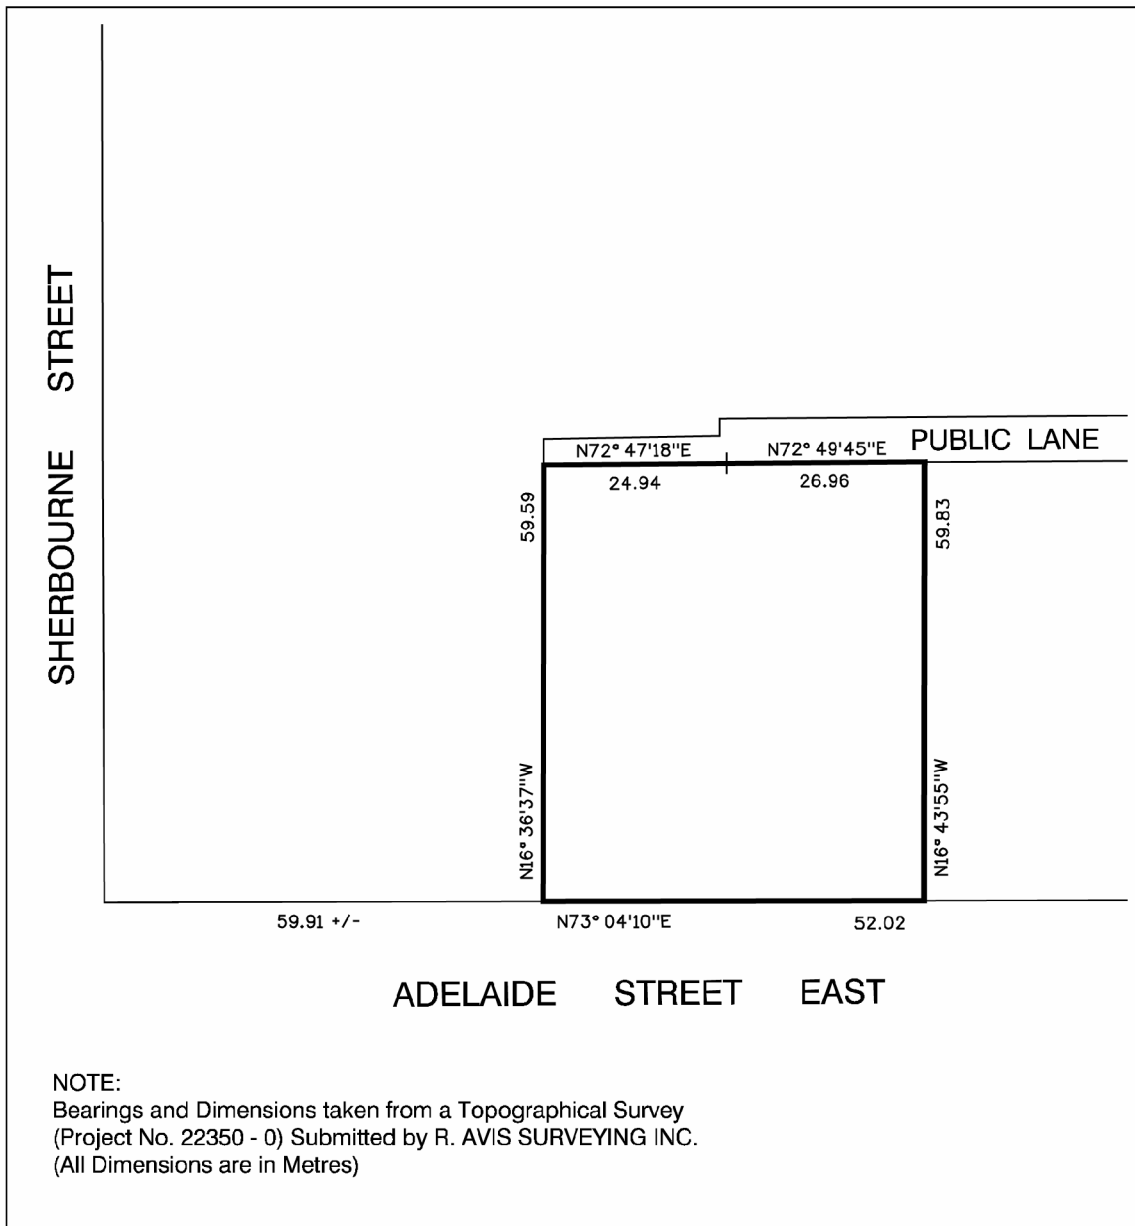 SHERBOURNE STREET
N72° 47'18"E
N72° 49'45"E
PUBLIC LANE
24.94
26.96
59.59
59.83
N16° 36'37"W
N16° 43'55"W
59.91 +/-
N73° 04'10"E
52.02
ADELAIDE STREET EAST
NOTE:
Bearings and Dimensions taken from a Topographical Survey
(Project No. 22350 - 0) Submitted by R. AVIS SURVEYING INC.
(All Dimensions are in Metres)